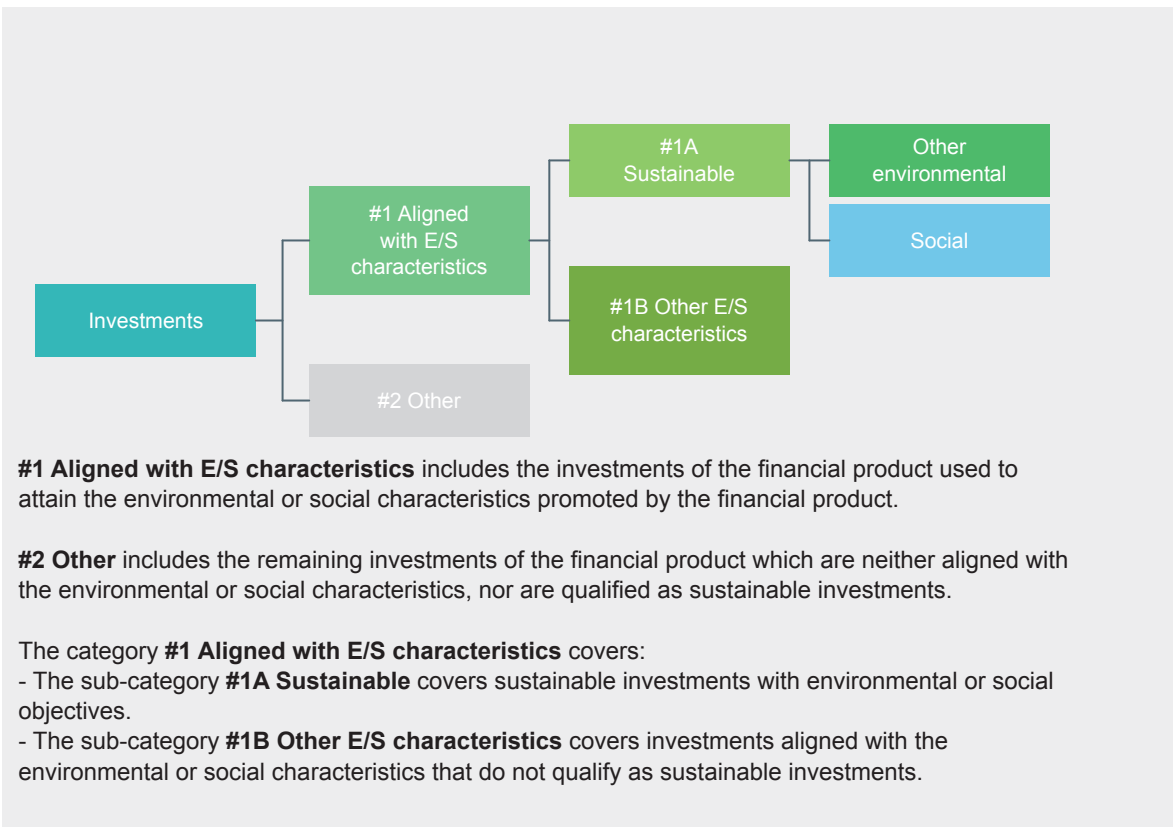 #1A
Sustainable
Other
environmental
#1 Aligned
with E/S
characteristics
Social
Investments
#1B Other E/S
characteristics
#2 Other
#1 Aligned with E/S characteristics includes the investments of the financial product used to
attain the environmental or social characteristics promoted by the financial product.
#2 Other includes the remaining investments of the financial product which are neither aligned with
the environmental or social characteristics, nor are qualified as sustainable investments.
The category #1 Aligned with E/S characteristics covers:
- The sub-category #1A Sustainable covers sustainable investments with environmental or social
objectives.
- The sub-category #1B Other E/S characteristics covers investments aligned with the
environmental or social characteristics that do not qualify as sustainable investments.